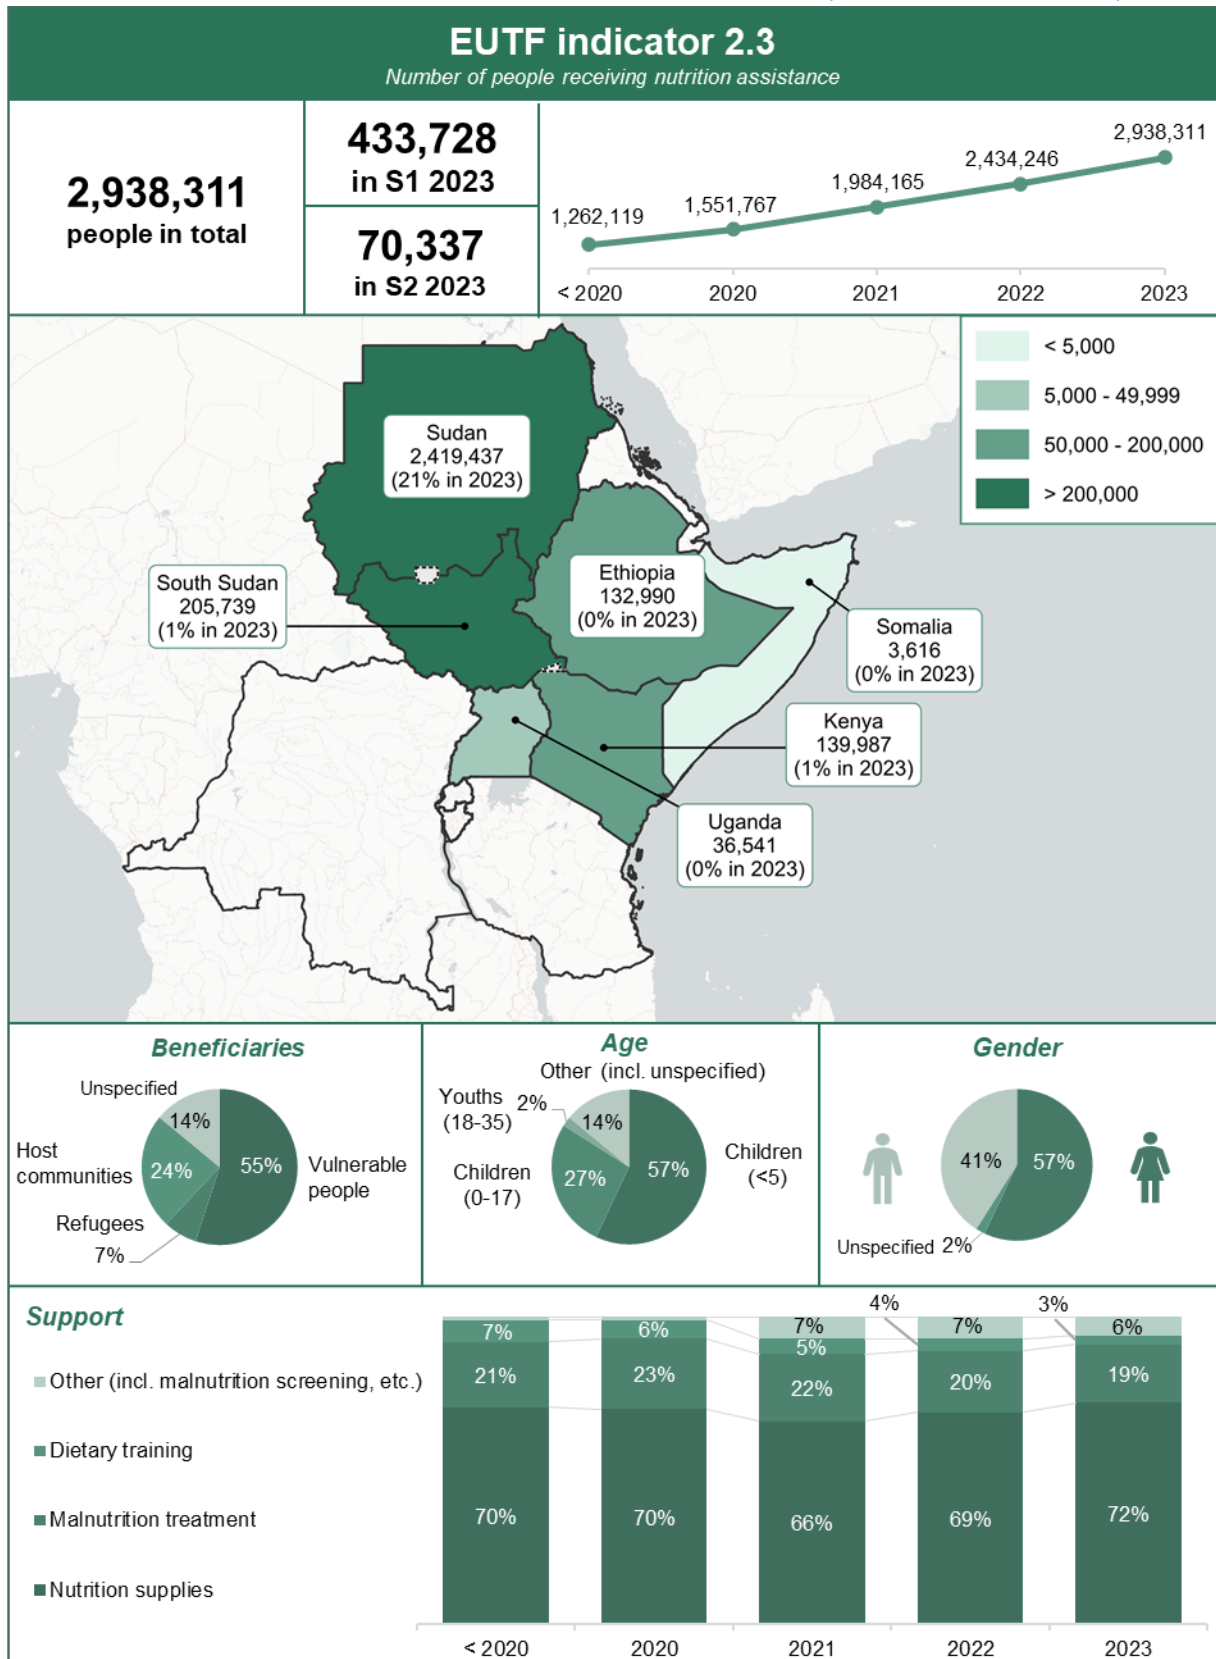 EUTF indicator 2.3
Number of people receiving nutrition assistance
2,938,311
people in total
433,728
in S1 2023
70,337
in S2 2023
1,262,119
1,551,767
1,984,165
2,434,246
2,938,311
< 2020
2020
2021
2022
2023
< 5,000
5,000 - 49,999
50,000 - 200,000
> 200,000
Sudan
2,419,437
(21% in 2023)
South Sudan
205,739
(1% in 2023)
Ethiopia
132,990
(0% in 2023)
Somalia
3,616
(0% in 2023)
Kenya
139,987
(1% in 2023)
Uganda
36,541
(0% in 2023)
Beneficiaries
Unspecified
14%
Host
communities
24%
55%
Vulnerable
people
Refugees
7%
Age
Other (incl. unspecified)
Youths
(18-35)
2%
14%
Children
(0-17)
27%
57%
Children
(<5)
Gender
41%
57%
Unspecified 2%
Support
Other (incl. malnutrition screening, etc.)
Dietary training
Malnutrition treatment
Nutrition supplies
7%
21%
70%
6%
23%
70%
7%
5%
22%
66%
4%
7%
20%
69%
3%
6%
19%
72%
< 2020
2020
2021
2022
2023